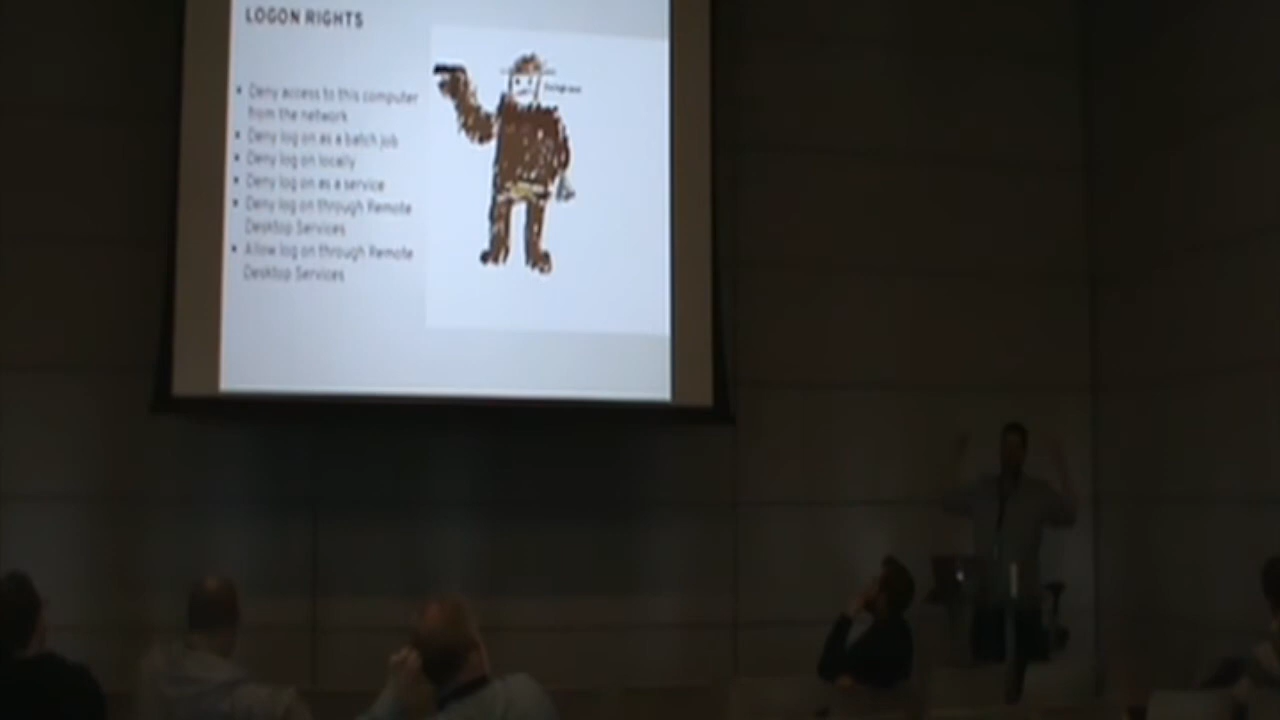 LOGON RIGHTS
• Deny access to this computer
from the network
• Deny log on as a batch job
• Deny log on locally
• Deny log on as a service
• Deny log on through Remote
Desktop Services
• Allow log on through Remote
Desktop Services